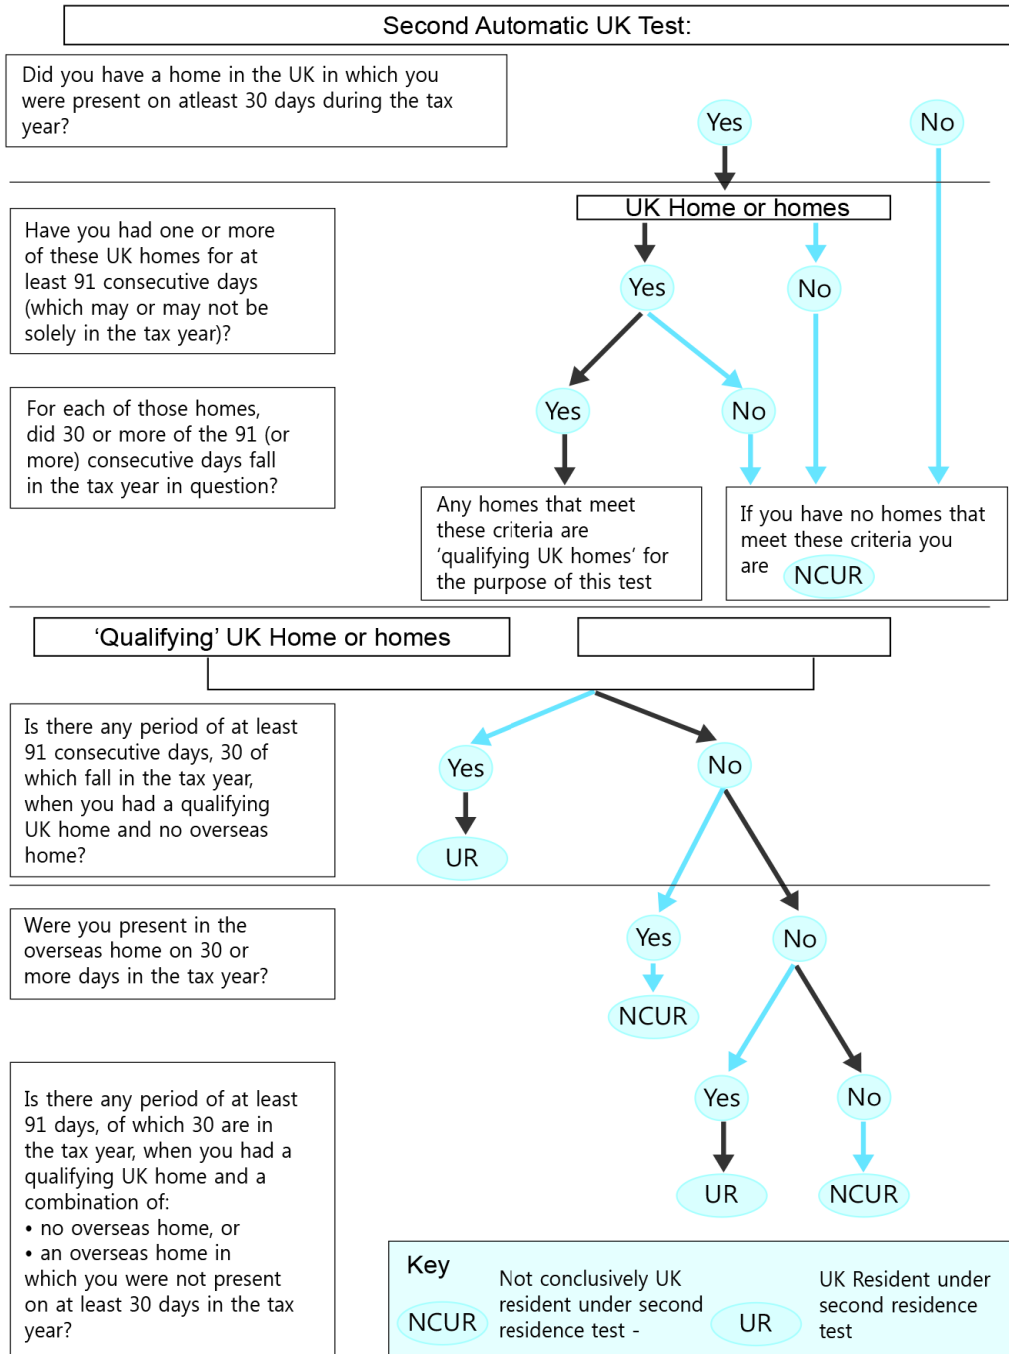 Second Automatic UK Test:
Did you have a home in the UK in which you
were present on atleast 30 days during the tax
year?
Yes
No
UK Home or homes
Have you had one or more
of these UK homes for at
least 91 consecutive days
(which may or may not be
solely in the tax year)?
Yes
No
For each of those homes,
did 30 or more of the 91 (or
more) consecutive days fall
in the tax year in question?
Yes
No
Any homes that meet
these criteria are
‘qualifying UK homes’ for
the purpose of this test
If you have no homes that
meet these criteria you
are NCUR
‘Qualifying’ UK Home or homes
Is there any period of at least
91 consecutive days, 30 of
which fall in the tax year,
when you had a qualifying
UK home and no overseas
home?
Yes
No
UR
Were you present in the
overseas home on 30 or
more days in the tax year?
Yes
No
NCUR
Is there any period of at least
91 days, of which 30 are in
the tax year, when you had a
qualifying UK home and a
combination of:
• no overseas home, or
• an overseas home in
which you were not present
on at least 30 days in the tax
year?
Yes
No
UR
NCUR
Key
NCUR
Not conclusively UK
resident under second
residence test -
UR
UK Resident under
second residence
test